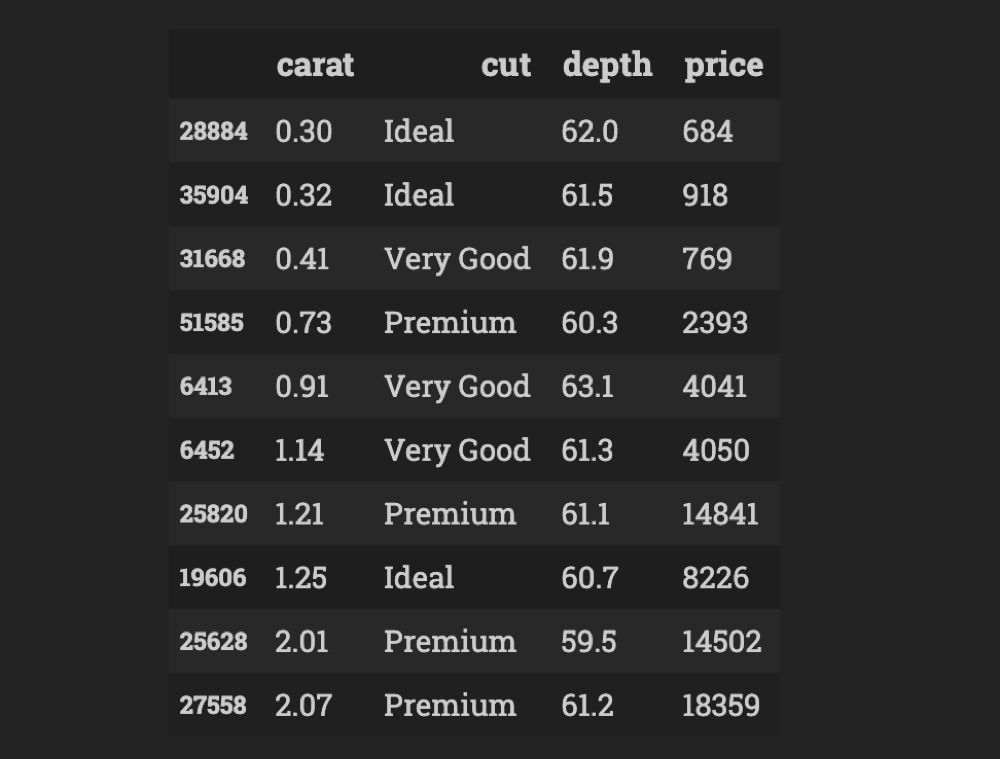 carat cut depth price
28884 0.30 Ideal 62.0 684
35904 0.32 Ideal 61.5 918
31668 0.41 Very Good 61.9 769
51585 0.73 Premium 60.3 2393
6413 0.91 Very Good 63.1 4041
6452 1.14 Very Good 61.3 4050
25820 1.21 Premium 61.1 14841
19606 1.25 Ideal 60.7 8226
25628 2.01 Premium 59.5 14502
27558 2.07 Premium 61.2 18359